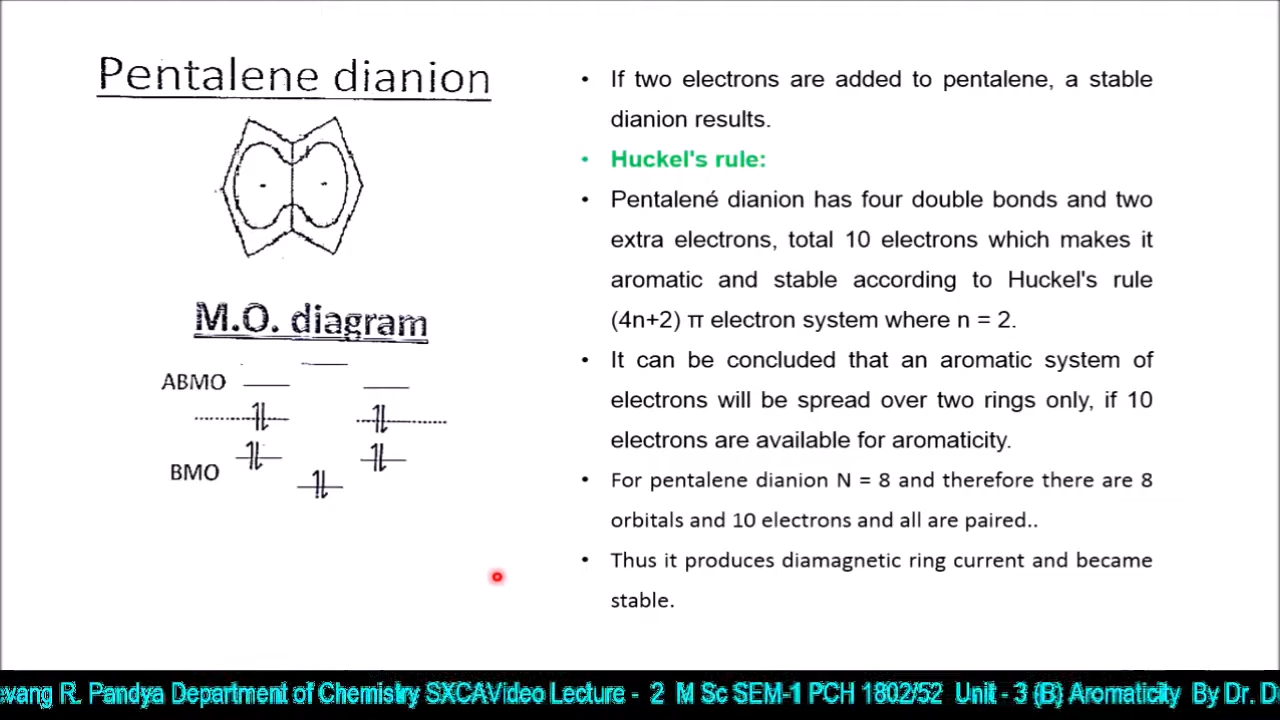 Pentalene dianion
M.O. diagram
ABMO
BMO
• If two electrons are added to pentalene, a stable
dianion results.
• Huckel's rule:
• Pentalené dianion has four double bonds and two
extra electrons, total 10 electrons which makes it
aromatic and stable according to Huckel's rule
(4n+2) π electron system where n = 2.
• It can be concluded that an aromatic system of
electrons will be spread over two rings only, if 10
electrons are available for aromaticity.
• For pentalene dianion N = 8 and therefore there are 8
orbitals and 10 electrons and all are paired..
• Thus it produces diamagnetic ring current and became
stable.
wang R. Pandya Department of Chemistry SXCAVideo Lecture - 2 M Sc SEM-1 PCH 1802/52 Unit - 3 (B) Aromaticity By Dr. D